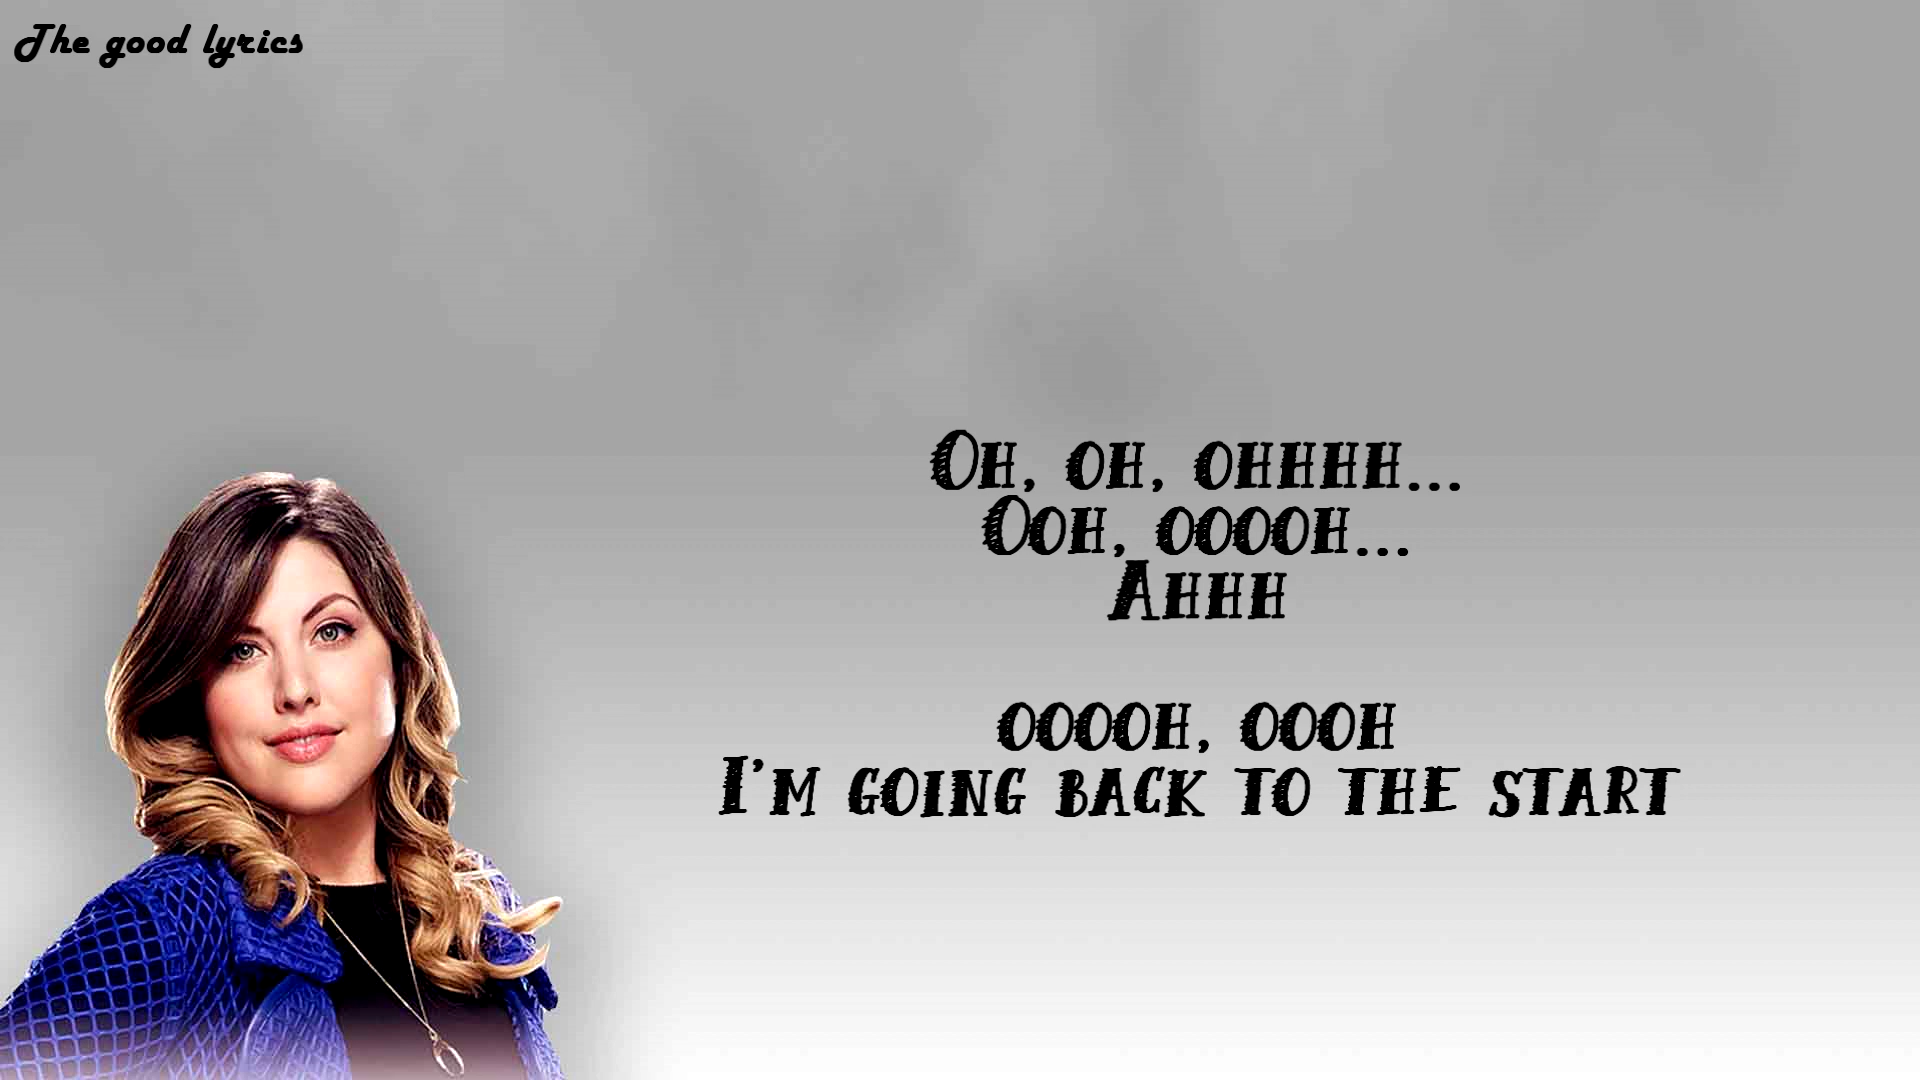 The good lyrics
Oh, oh, ohhhh...
Ooh, ooooh...
Ahhh
ooooh, oooh
I'm going back to the start